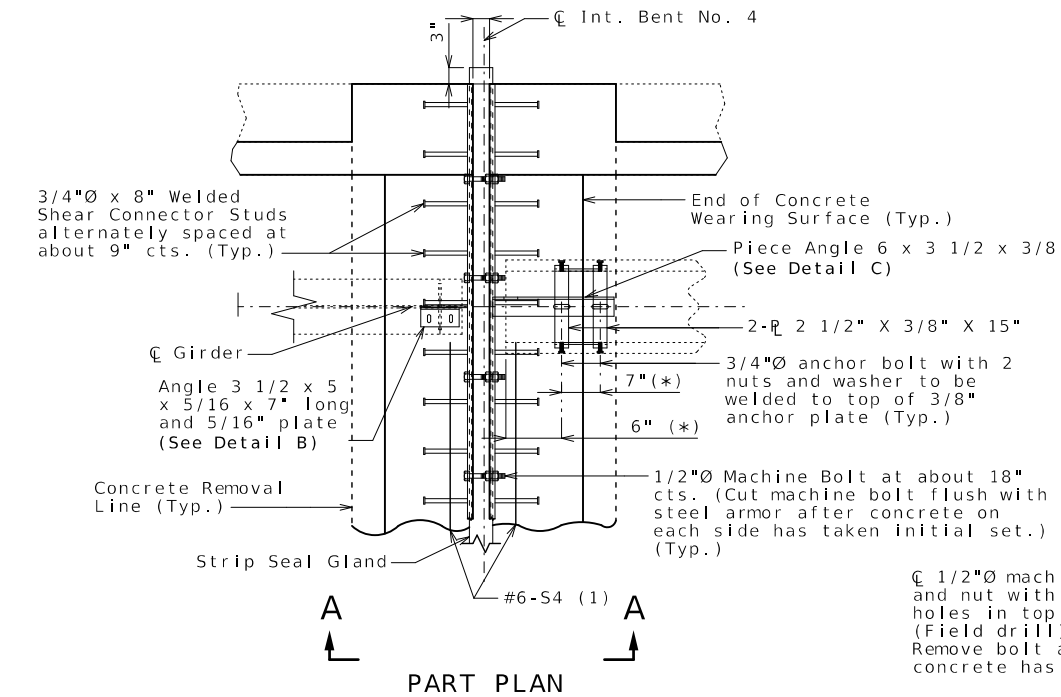 ℄ Int. Bent No. 4
3"
3/4"Ø x 8" Welded
Shear Connector Studs
alternately spaced at
about 9" cts. (Typ.)
End of Concrete
Wearing Surface (Typ.)
Piece Angle 6 x 3 1/2 x 3/8
(See Detail C)
2-℄ 2 1/2" X 3/8" X 15"
℄ Girder
3/4"Ø anchor bolt with 2
nuts and washer to be
welded to top of 3/8"
anchor plate (Typ.)
7"(*)
6" (*)
Angle 3 1/2 x 5
x 5/16 x 7" long
and 5/16" plate
(See Detail B)
1/2"Ø Machine Bolt at about 18"
cts. (Cut machine bolt flush with
steel armor after concrete on
each side has taken initial set.)
(Typ.)
Concrete Removal
Line (Typ.)
Strip Seal Gland
#6-S4 (1)
℄ 1/2"Ø mach
and nut with
holes in top
(Field drill)
Remove bolt a
concrete has
A
A
PART PLAN